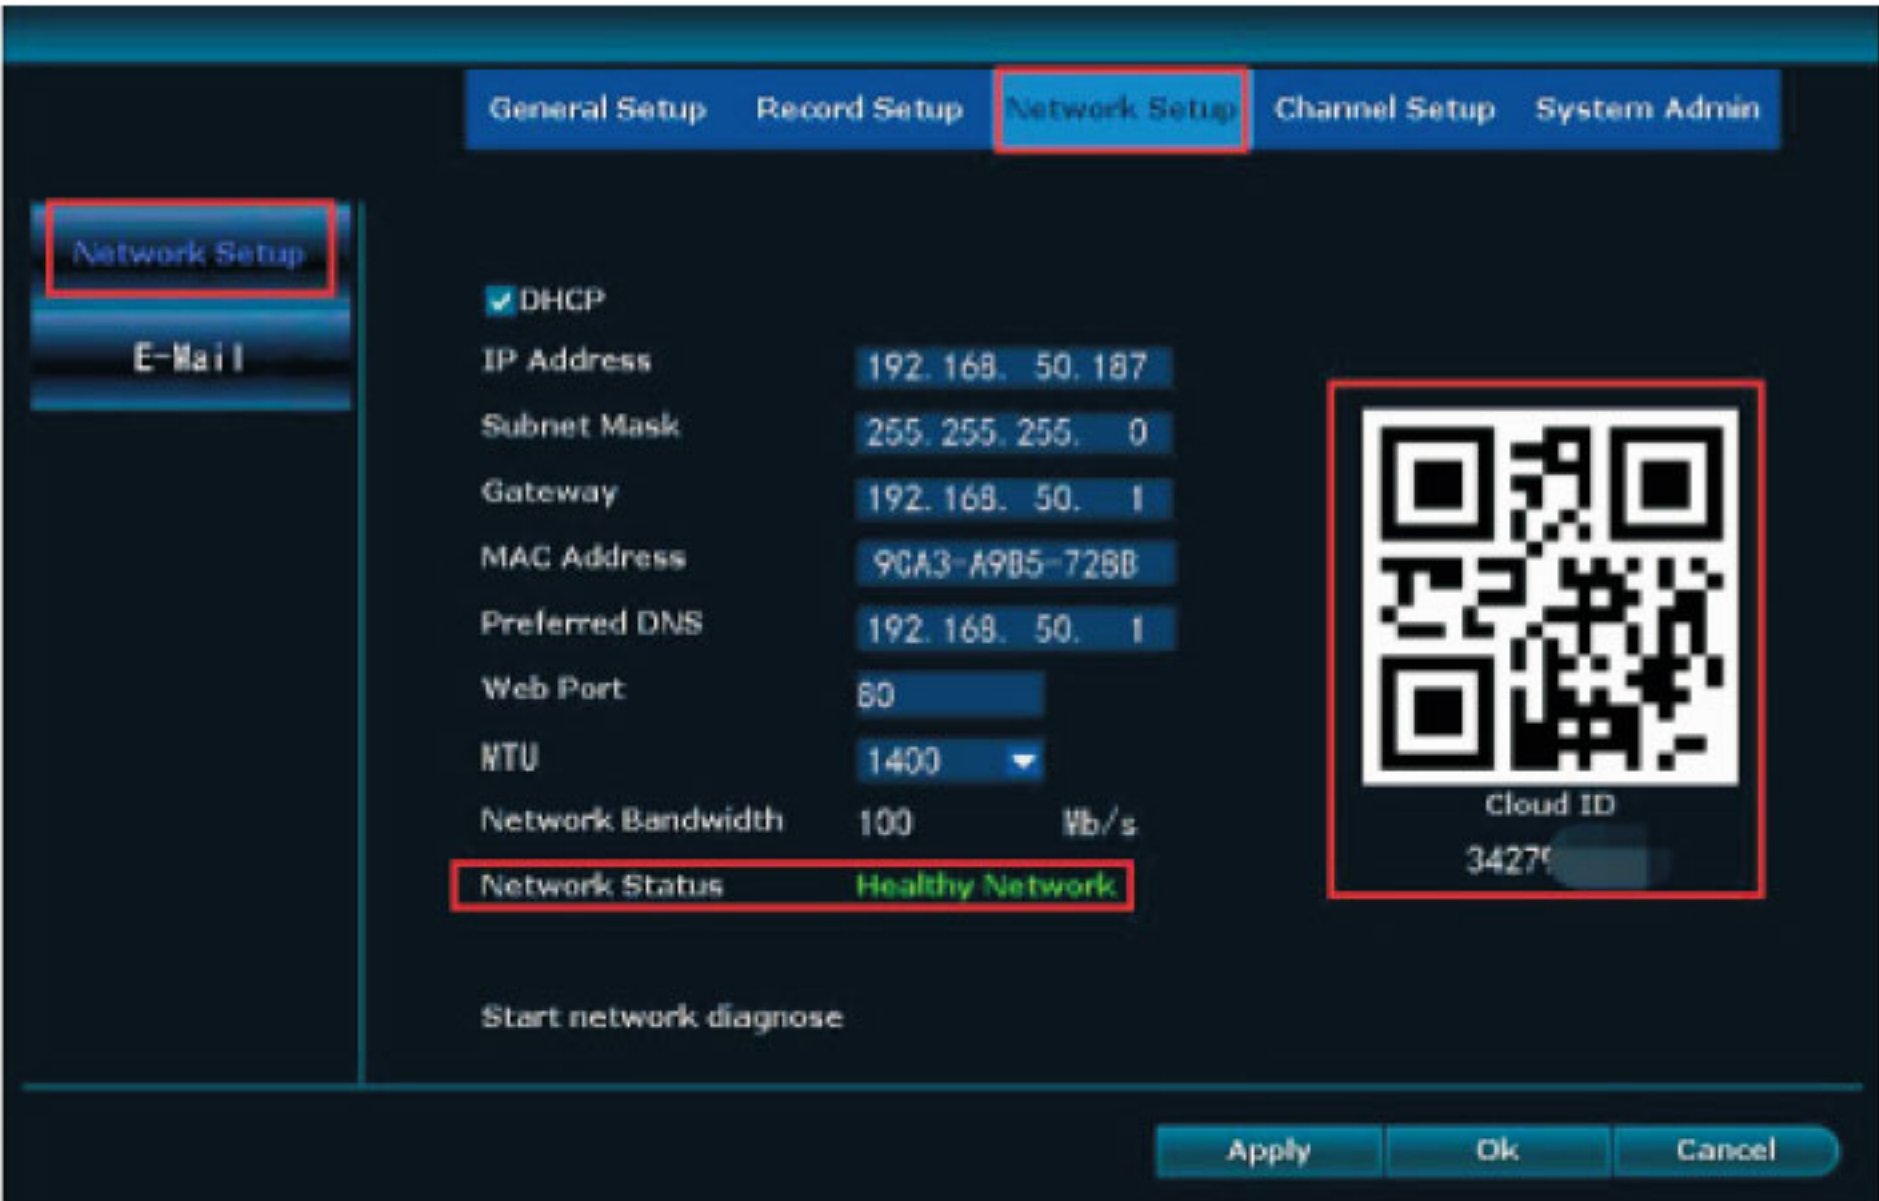 General Setup Record Setup Network Setup Channel Setup System Admin
Network Setup
E-Mail
DHCP
IP Address 192.168. 50.187
Subnet Mask 255.255.255. 0
Gateway 192.168. 50. 1
MAC Address 9CA3-A9B5-728B
Preferred DNS 192.168. 50. 1
Web Port 80
MTU 1400
Network Bandwidth 100 Mb/s
Network Status Healthy Network
Cloud ID
Start network diagnose
Apply Ok Cancel